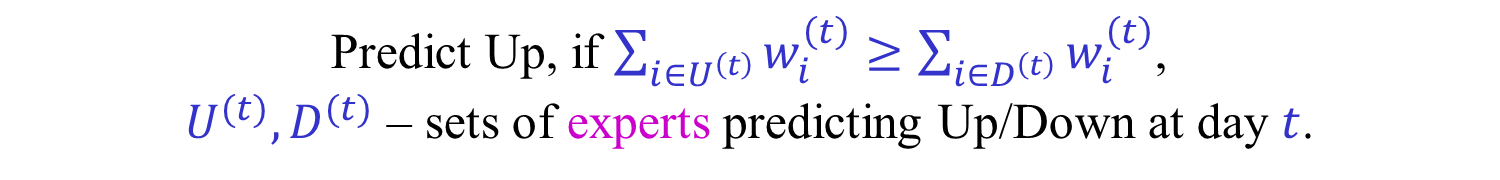 Predict Up, if ∑_{i∈U^{(t)}} w_i^{(t)} ≥ ∑_{i∈D^{(t)}} w_i^{(t)},
U^{(t)}, D^{(t)} – sets of experts predicting Up/Down at day t.